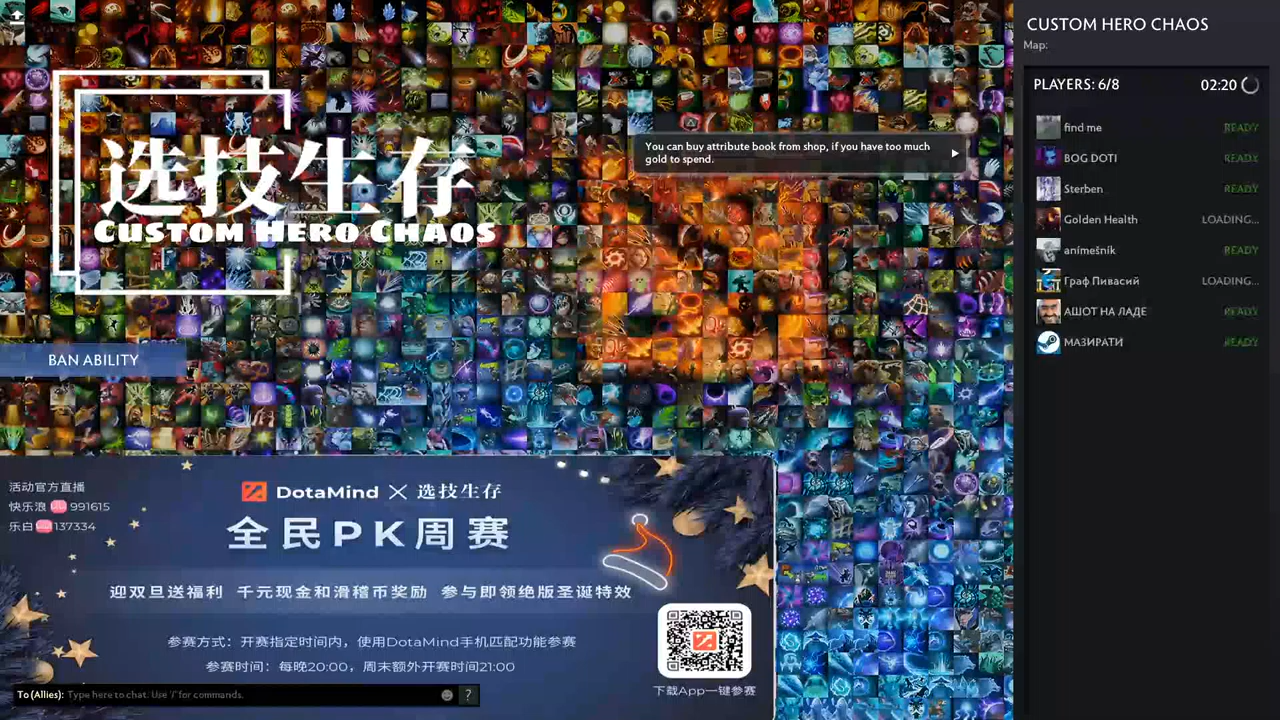 选技生存
CUSTOM HERO CHAOS
BAN ABILITY
You can buy attribute book from shop, if you have too much
gold to spend.
活动官方直播
快乐浪 991615
乐白 137334
DotaMind × 选技生存
全民PK周赛
迎双旦送福利 千元现金和滑稽币奖励 参与即领绝版圣诞特效
参赛方式：开赛指定时间内，使用DotaMind手机匹配功能参赛
参赛时间：每晚20:00，周末额外开赛时间21:00
下载App一键参赛
To (Allies): Type here to chat. Use '/' for commands.
?
CUSTOM HERO CHAOS
Map:
PLAYERS: 6/8 02:20
find me READY
BOG DOTI READY
Sterben READY
Golden Health LOADING...
animešnik READY
Граф Пивасий LOADING...
АШОТ НА ЛАДЕ READY
МАЗИРАТИ READY